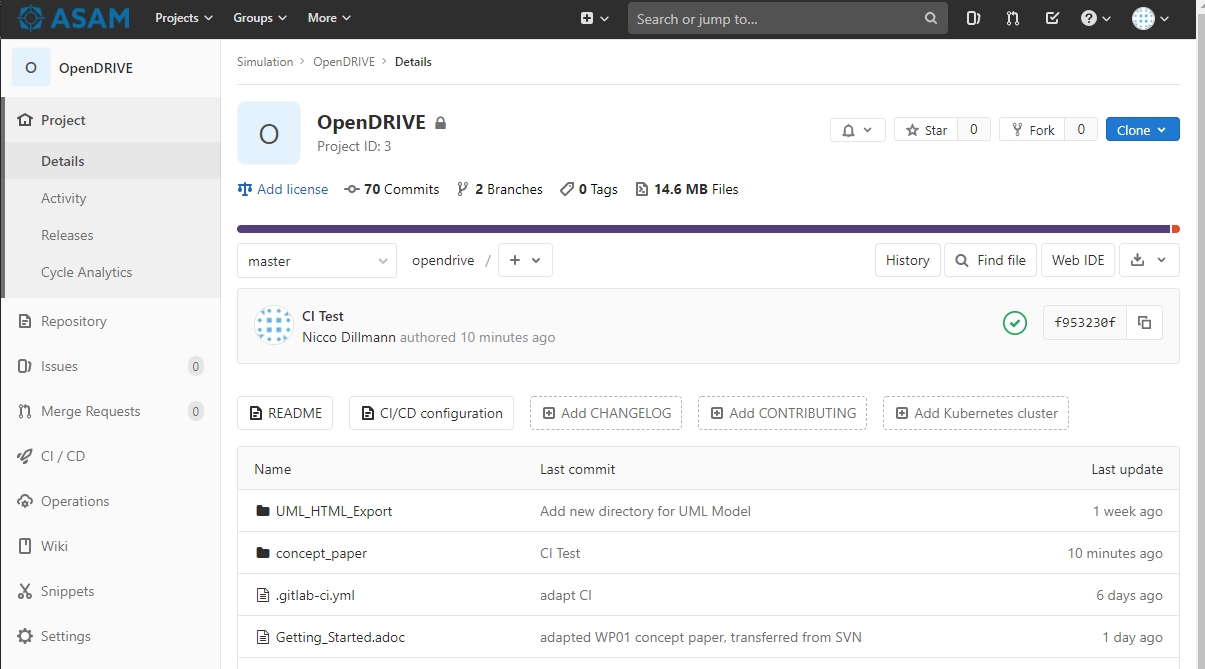 ASAM Projects Groups More Search or jump to...
O OpenDRIVE
Simulation > OpenDRIVE > Details
Project
Details
Activity
Releases
Cycle Analytics
Repository
Issues 0
Merge Requests 0
CI / CD
Operations
Wiki
Snippets
Settings
O
OpenDRIVE
Project ID: 3
Star 0 Fork 0 Clone
Add license 70 Commits 2 Branches 0 Tags 14.6 MB Files
master opendrive / + History Find file Web IDE
CI Test
Nicco Dillmann authored 10 minutes ago
f953230f
README CI/CD configuration Add CHANGELOG Add CONTRIBUTING Add Kubernetes cluster
Name Last commit Last update
UML_HTML_Export Add new directory for UML Model 1 week ago
concept_paper CI Test 10 minutes ago
.gitlab-ci.yml adapt CI 6 days ago
Getting_Started.adoc adapted WP01 concept paper, transferred from SVN 1 day ago